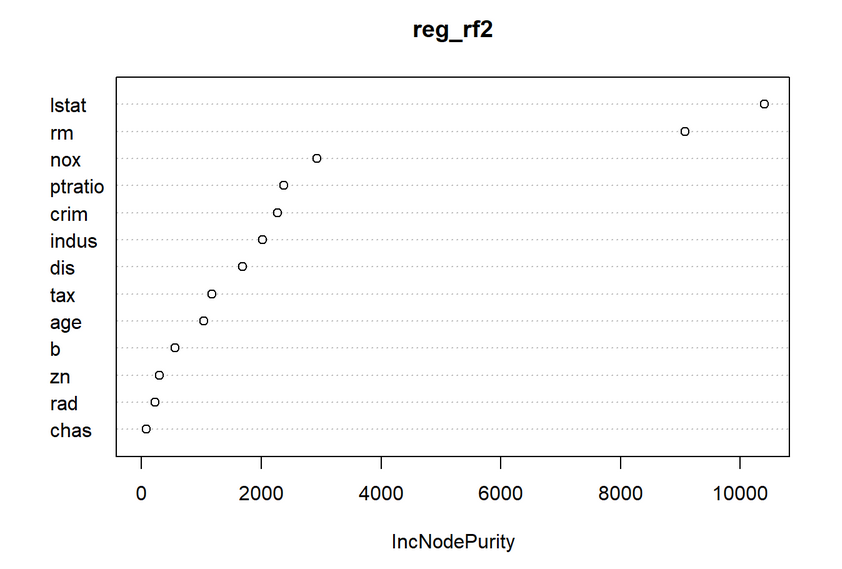 reg_rf2
lstat
rm
nox
ptratio
crim
indus
dis
tax
age
b
zn
rad
chas
0 2000 4000 6000 8000 10000
IncNodePurity